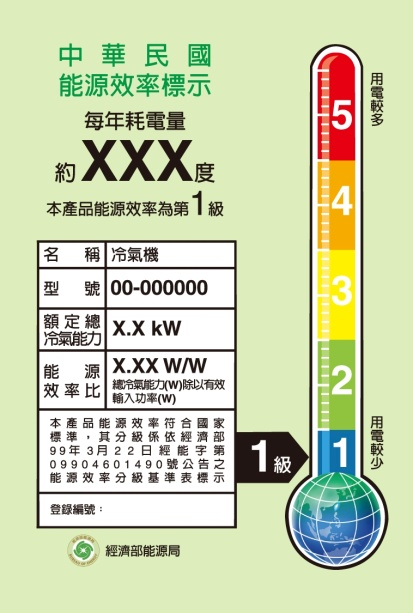 中華民國
能源效率標示
每年耗電量
約XXX度
本產品能源效率為第1級
名稱 冷氣機
型號 00-000000
額定總冷氣能力 X.X kW
能源效率比 X.XX W/W
總冷氣能力(W)除以有效
輸入功率(W)
本產品能源效率符合國家
標準，其分級係依經濟部
99年3月22日經能字第
09904601490號公告之
能源效率分級基準表標示
登錄編號：
經濟部能源局
用電較多
5
4
3
2
1
用電較少
1級